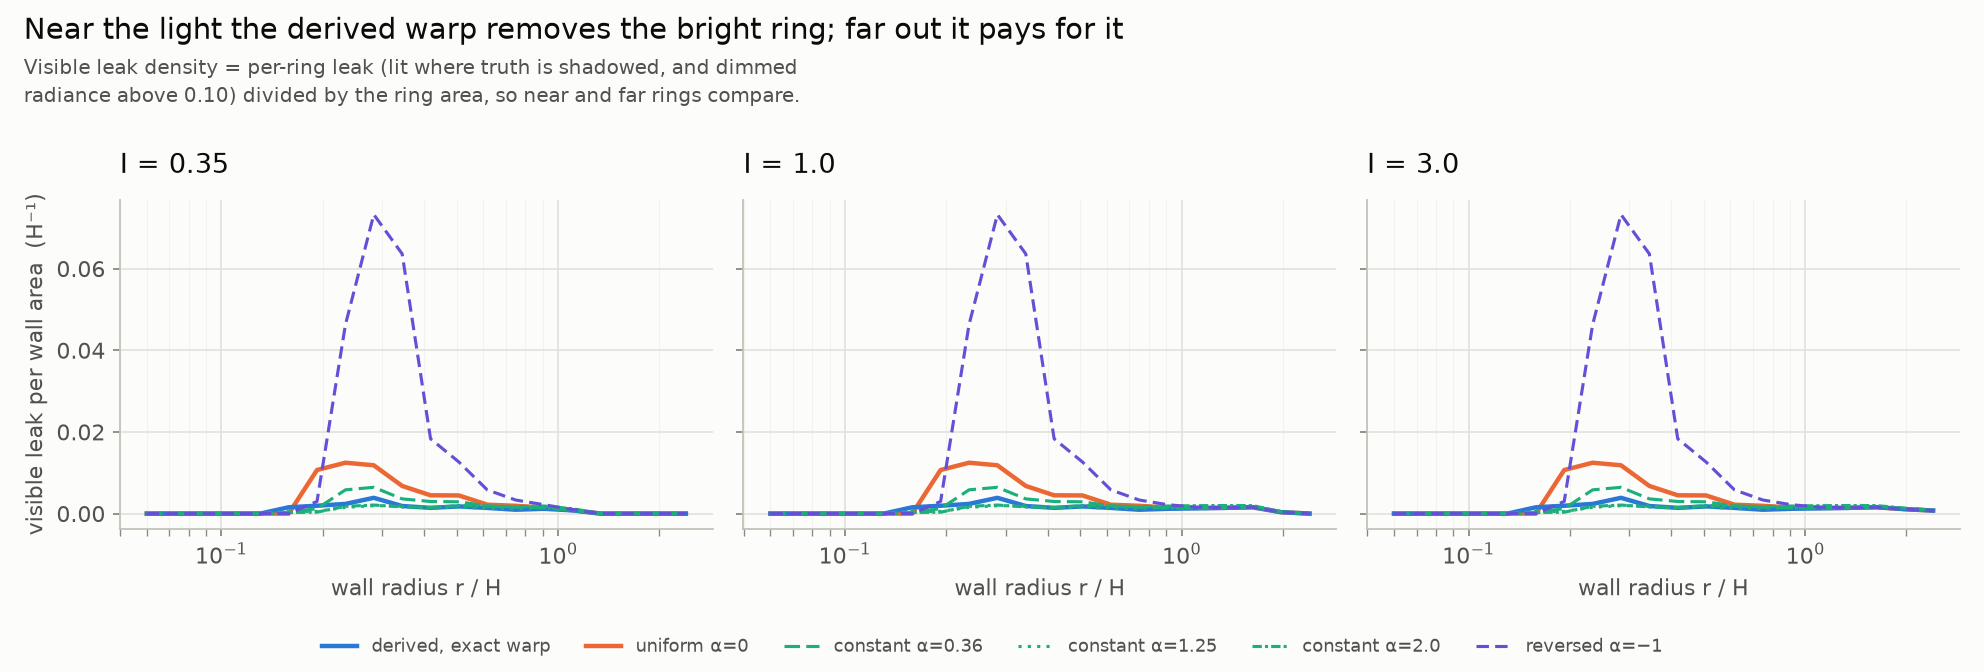 Near the light the derived warp removes the bright ring; far out it pays for it
Visible leak density = per-ring leak (lit where truth is shadowed, and dimmed
radiance above 0.10) divided by the ring area, so near and far rings compare.
I = 0.35
I = 1.0
I = 3.0
visible leak per wall area (H⁻¹)
0.06
0.04
0.02
0.00
10⁻¹ 10⁰
10⁻¹ 10⁰
10⁻¹ 10⁰
wall radius r / H
wall radius r / H
wall radius r / H
derived, exact warp
uniform α=0
constant α=0.36
constant α=1.25
constant α=2.0
reversed α=−1